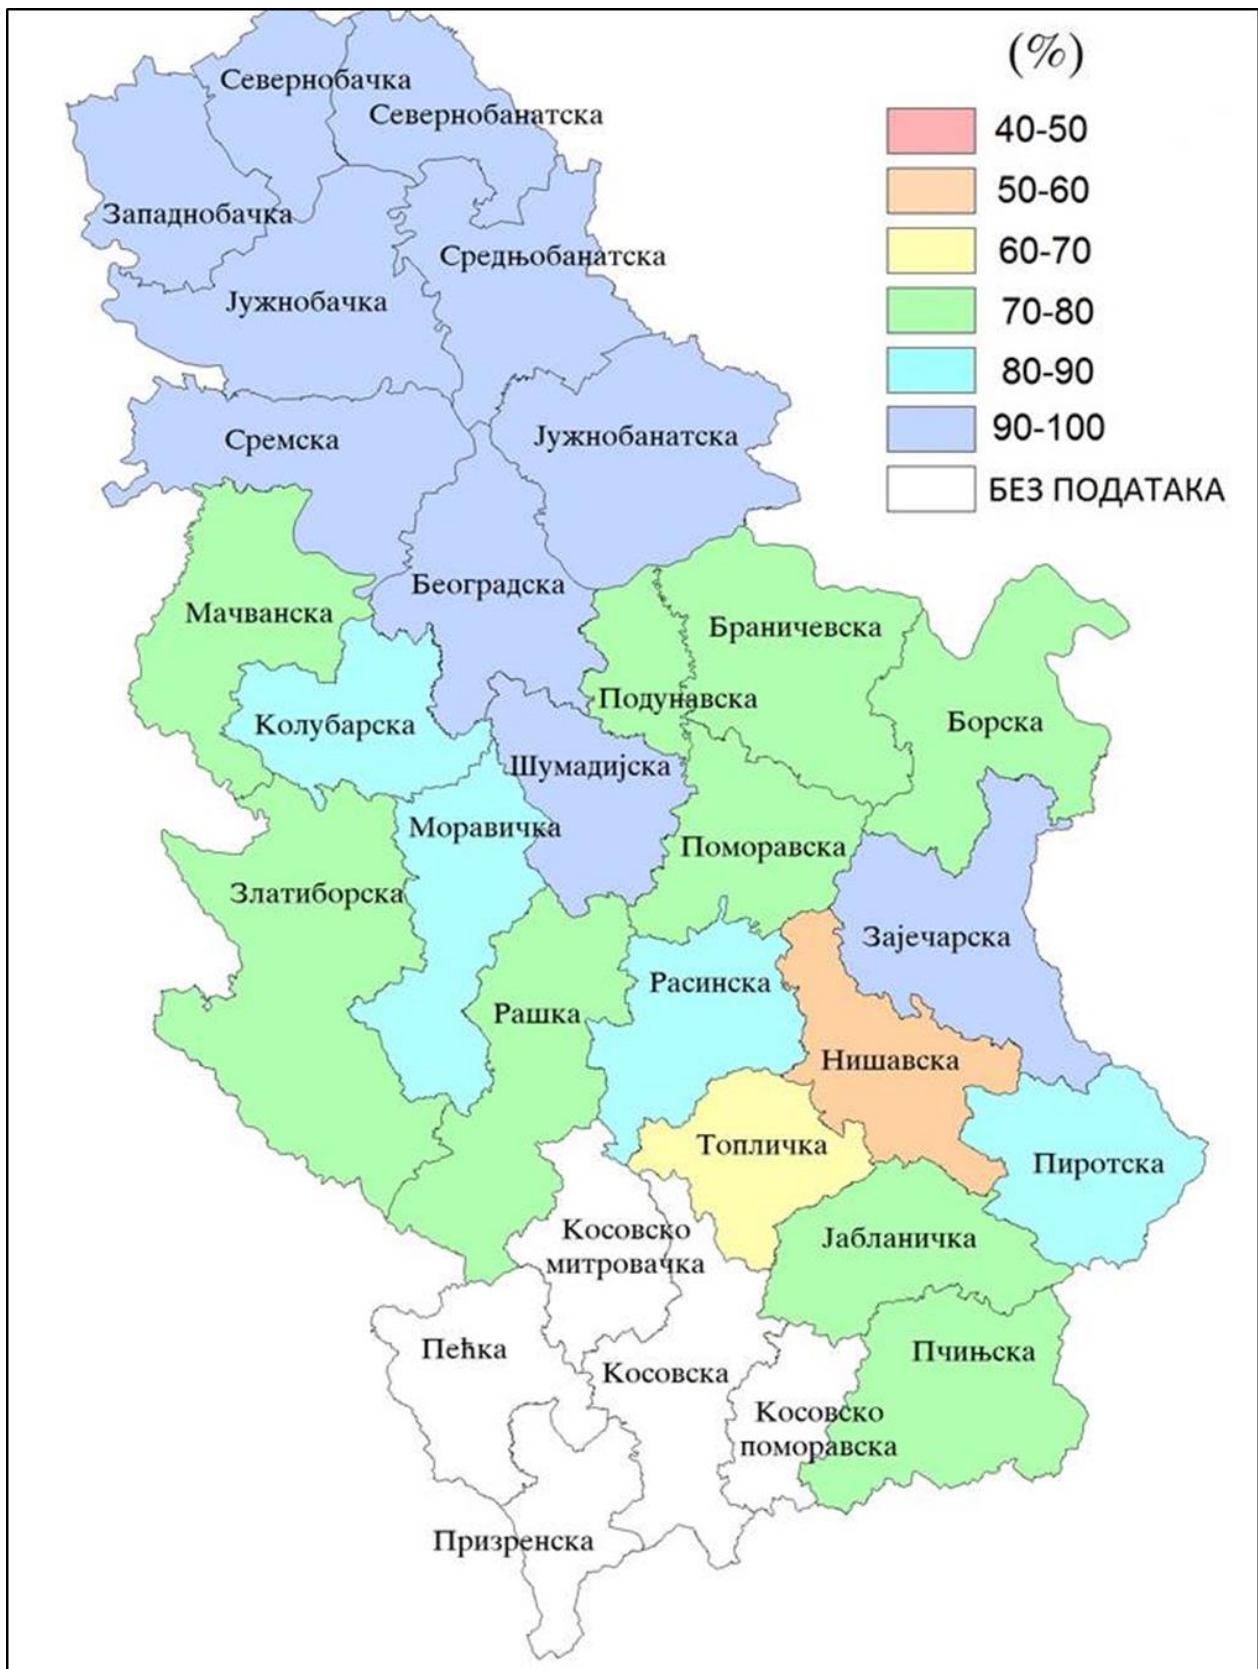 (%)
40-50
50-60
60-70
70-80
80-90
90-100
БЕЗ ПОДАТАКА
Севернобачка
Севернобанатска
Западнобачка
Средњобанатска
Јужнобачка
Сремска
Јужнобанатска
Београдска
Мачванска
Браничевска
Подунавска
Колубарска
Борска
Шумадијска
Моравичка
Поморавска
Златиборска
Зајечарска
Расинска
Рашка
Нишавска
Топличка
Пиротска
Косовско
митровачка
Јабланичка
Пећка
Пчињска
Косовска
Косовско
поморавска
Призренска